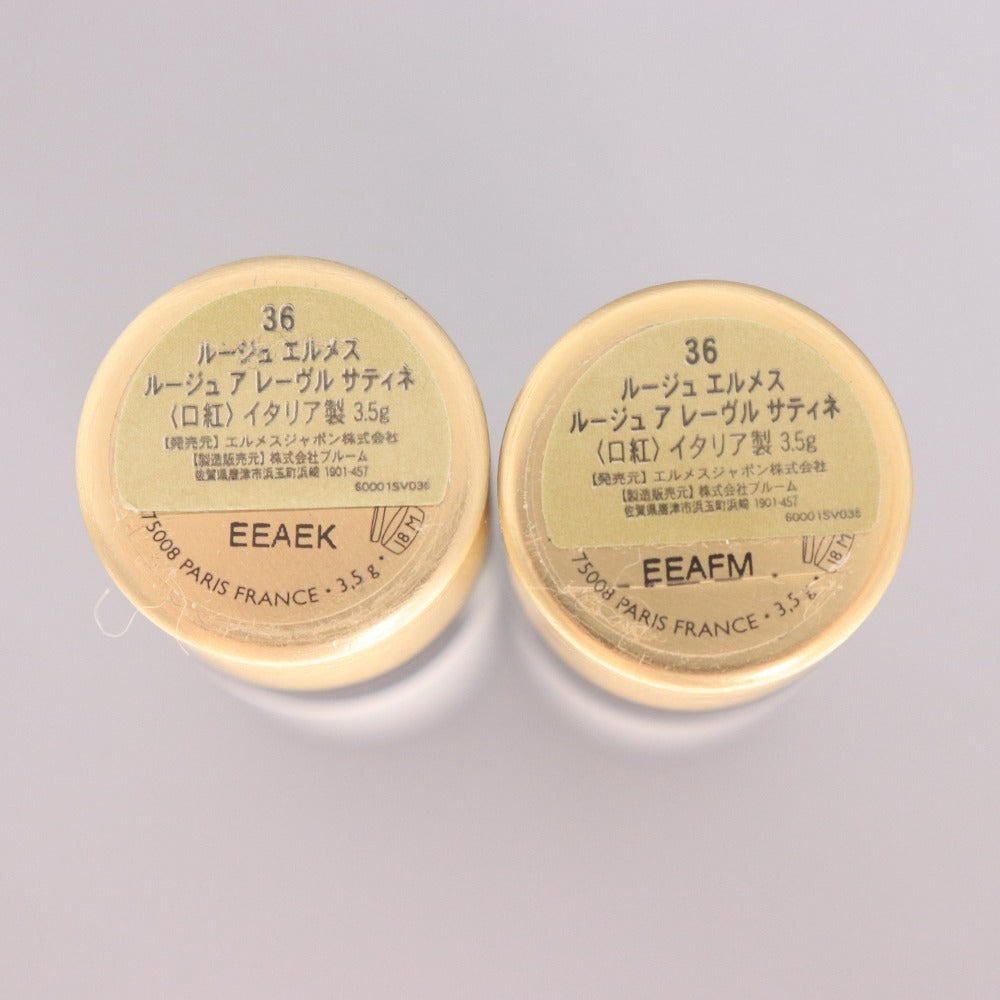 36
ルージュ エルメス
ルージュ ア レーヴル サティネ
〈口紅〉イタリア製 3.5g
【発売元】エルメスジャポン株式会社
【製造販売元】株式会社ブルーム
佐賀県唐津市浜玉町浜崎 1901-457
60001SV036
EEAEK
75008 PARIS FRANCE • 3,5 g •
18 M
36
ルージュ エルメス
ルージュ ア レーヴル サティネ
〈口紅〉イタリア製 3.5g
【発売元】エルメスジャポン株式会社
【製造販売元】株式会社ブルーム
佐賀県唐津市浜玉町浜崎 1901-457
60001SV036
EEAFM
75008 PARIS FRANCE • 3,5 g •
18 M